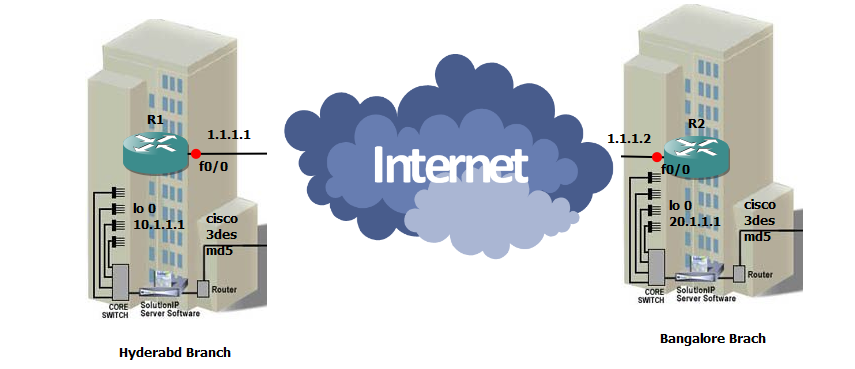 R1
1.1.1.1
f0/0
lo 0
10.1.1.1
cisco
3des
md5
Router
CORE
SWITCH
SolutionIP
Server Software
Hyderabd Branch
Internet
R2
1.1.1.2
f0/0
lo 0
20.1.1.1
cisco
3des
md5
Router
CORE
SWITCH
SolutionIP
Server Software
Bangalore Brach